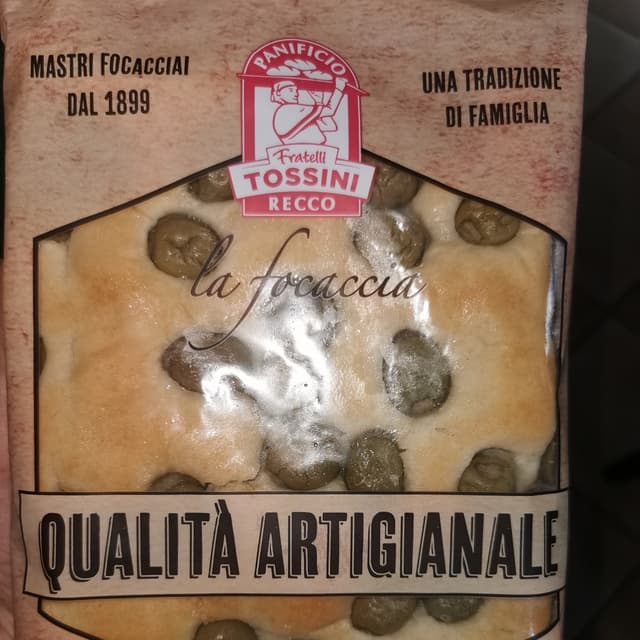 MASTRI FOCACCIAI
DAL 1899
PANIFICIO
Fratelli
TOSSINI
RECCO
UNA TRADIZIONE
DI FAMIGLIA
la focaccia
QUALITÀ ARTIGIANALE